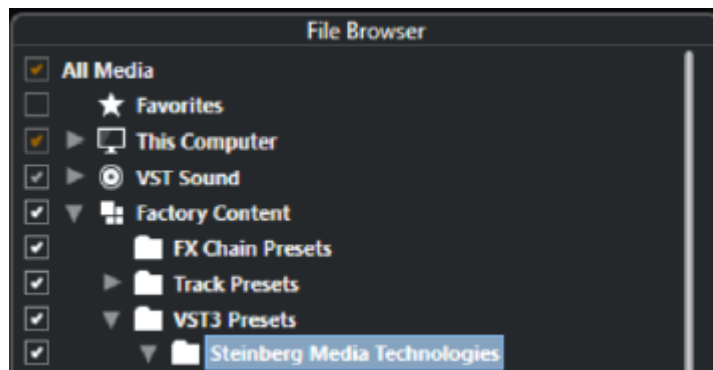 File Browser
All Media
Favorites
This Computer
VST Sound
Factory Content
FX Chain Presets
Track Presets
VST3 Presets
Steinberg Media Technologies